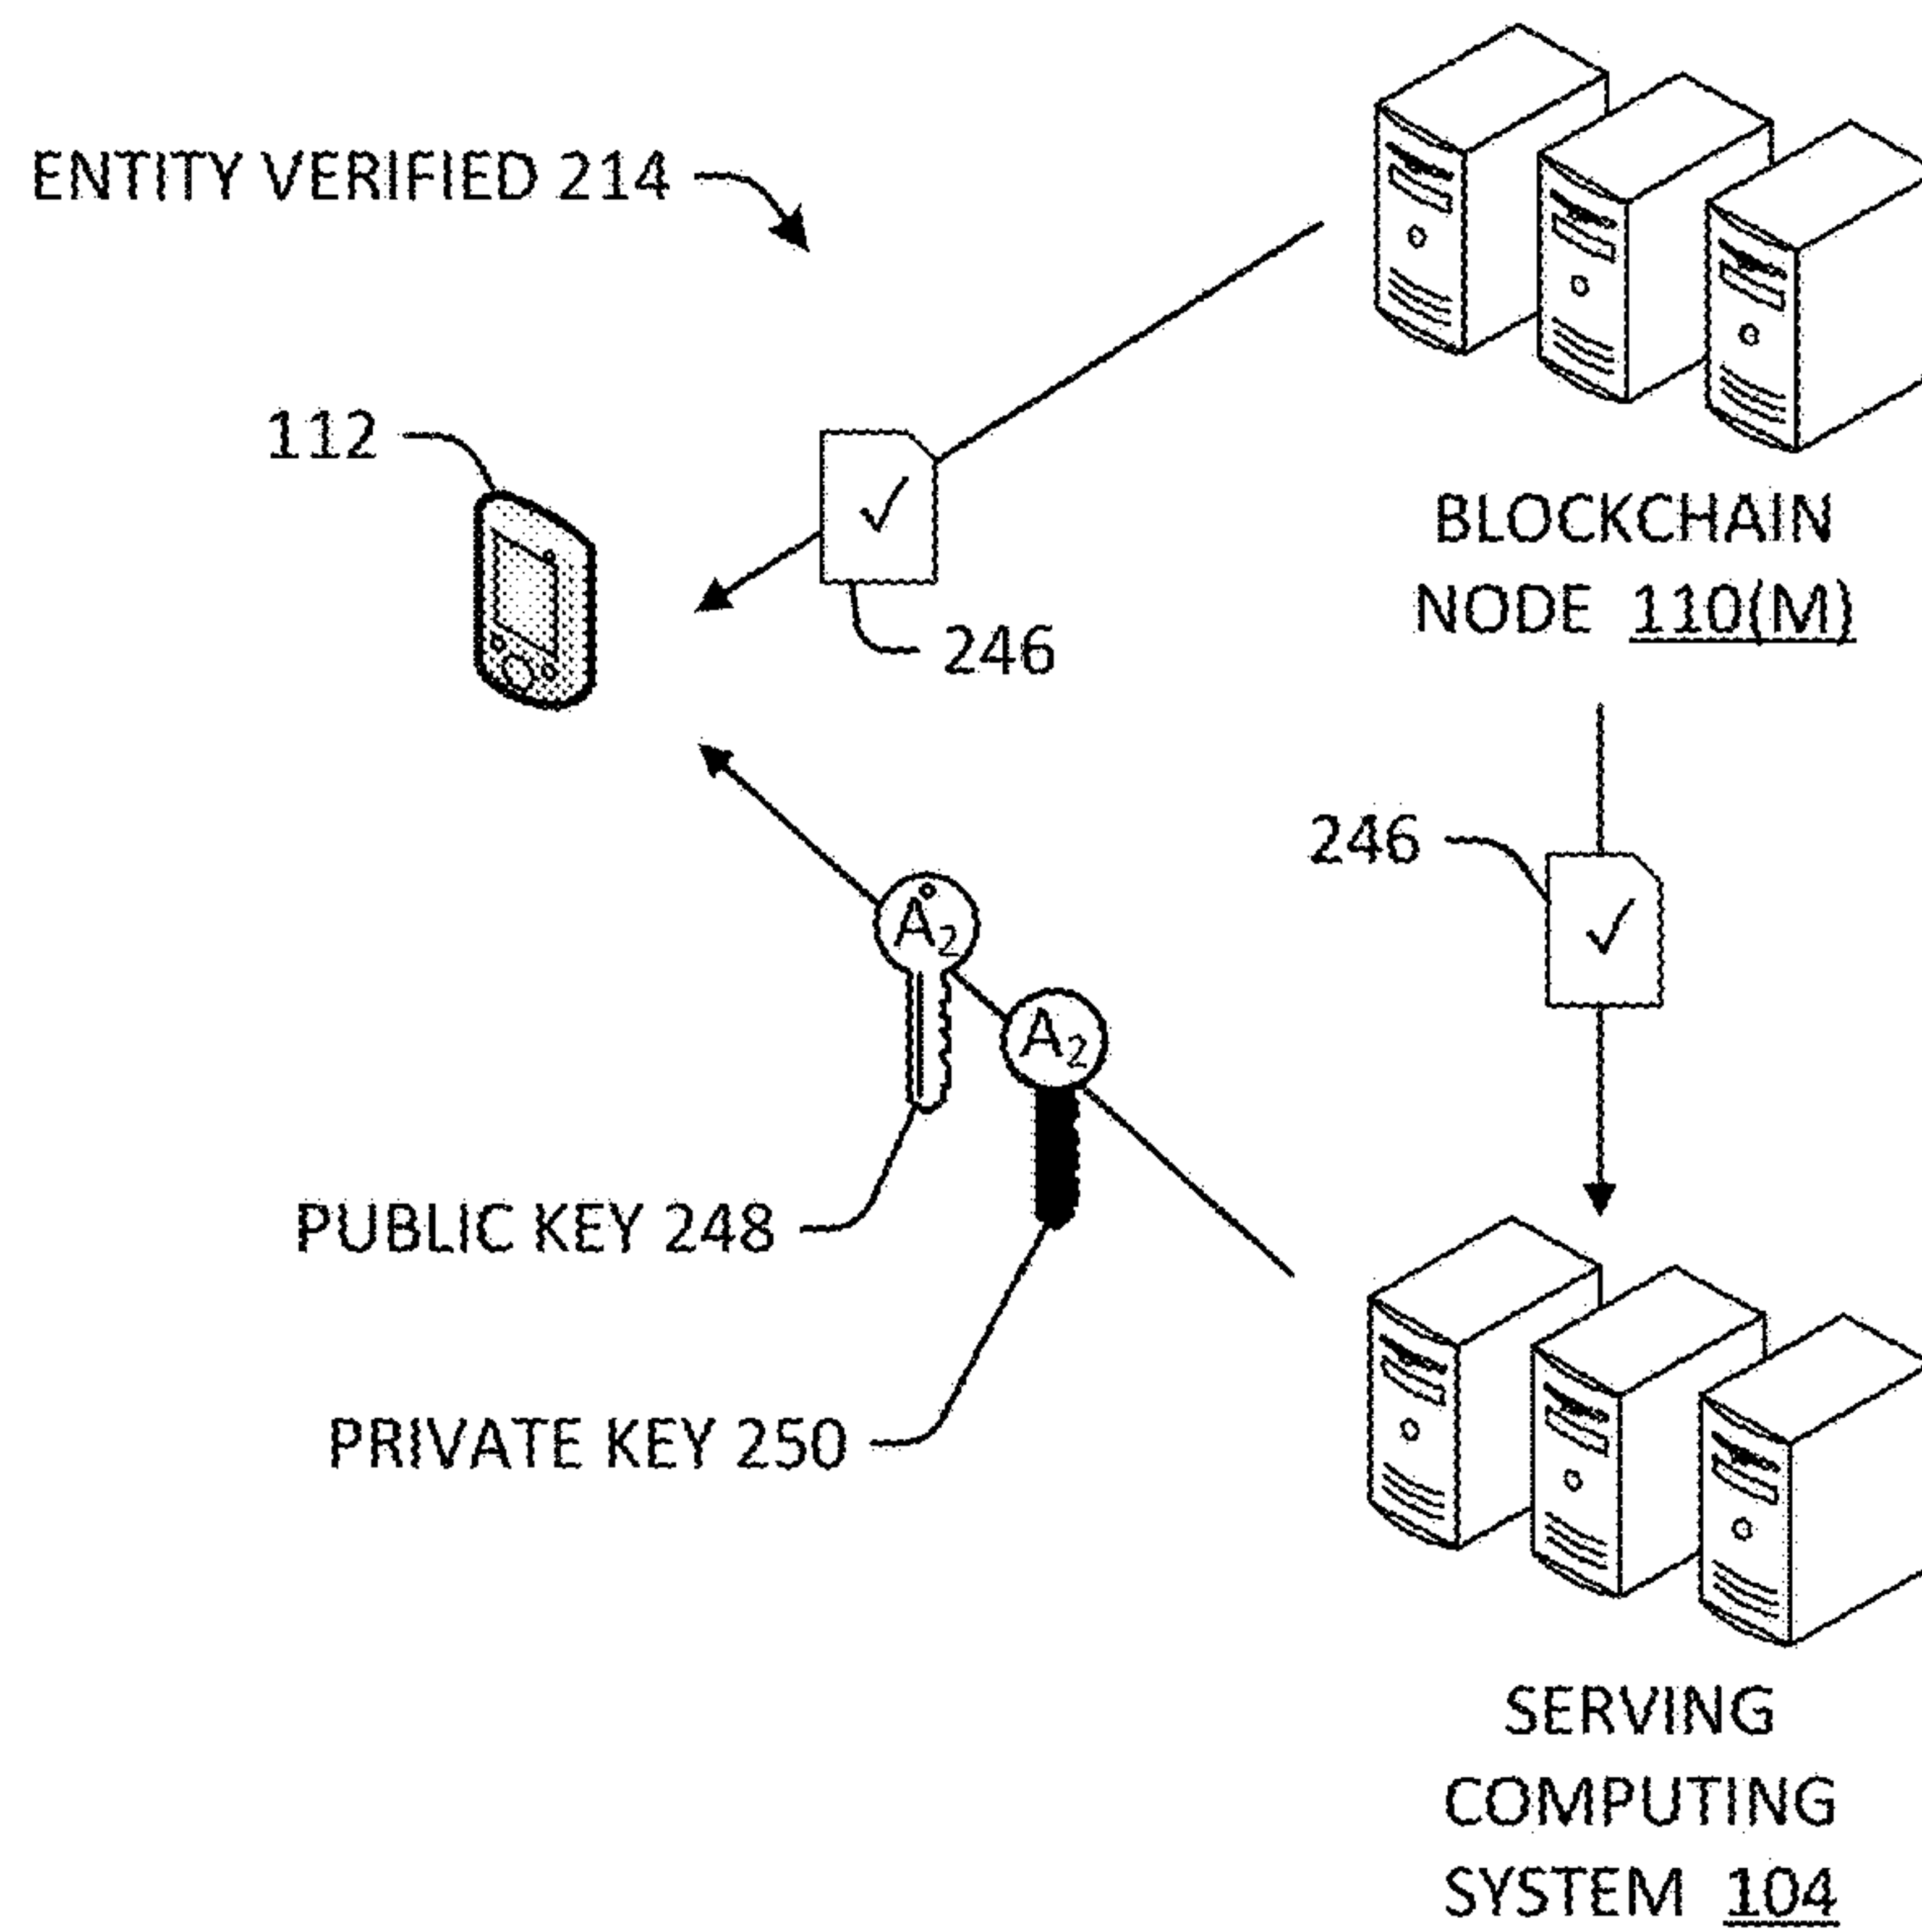 ENTITY VERIFIED 214
112
246
BLOCKCHAIN
NODE 110(M)
246
A₂
A₂
PUBLIC KEY 248
PRIVATE KEY 250
SERVING
COMPUTING
SYSTEM 104